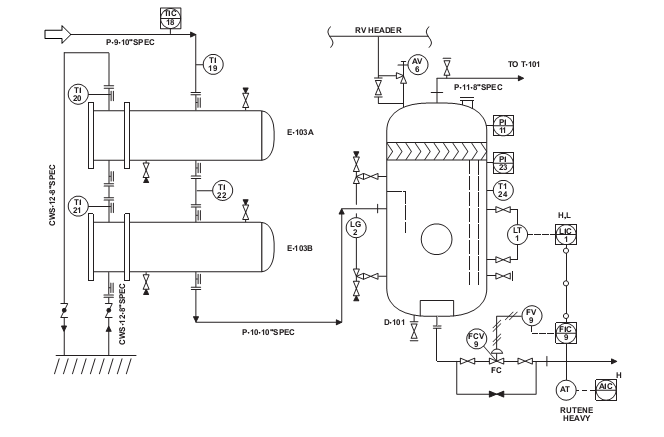 TIC
18
P-9-10"SPEC
TI
19
TI
20
E-103A
CWS-12-8"SPEC
TI
22
TI
21
E-103B
CWS-12-8"SPEC
P-10-10"SPEC
RV HEADER
AV
6
TO T-101
P-11-8"SPEC
PI
11
PI
23
T1
24
LG
2
LT
1
H,L
LIC
1
D-101
FV
9
FCV
9
FIC
9
FC
H
AT
AIC
RUTENE
HEAVY